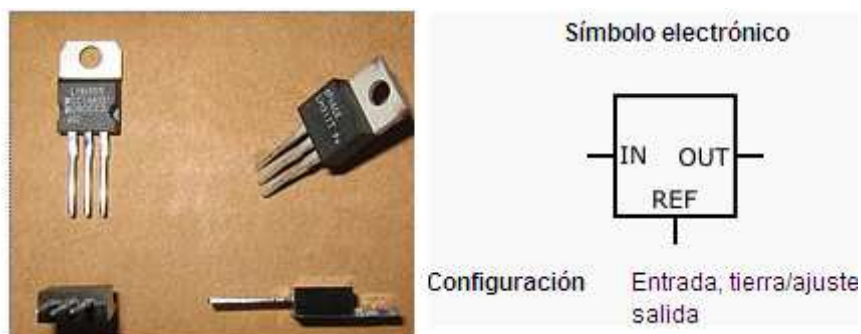 Símbolo electrónico
IN OUT
REF
Configuración Entrada, tierra/ajuste
salida